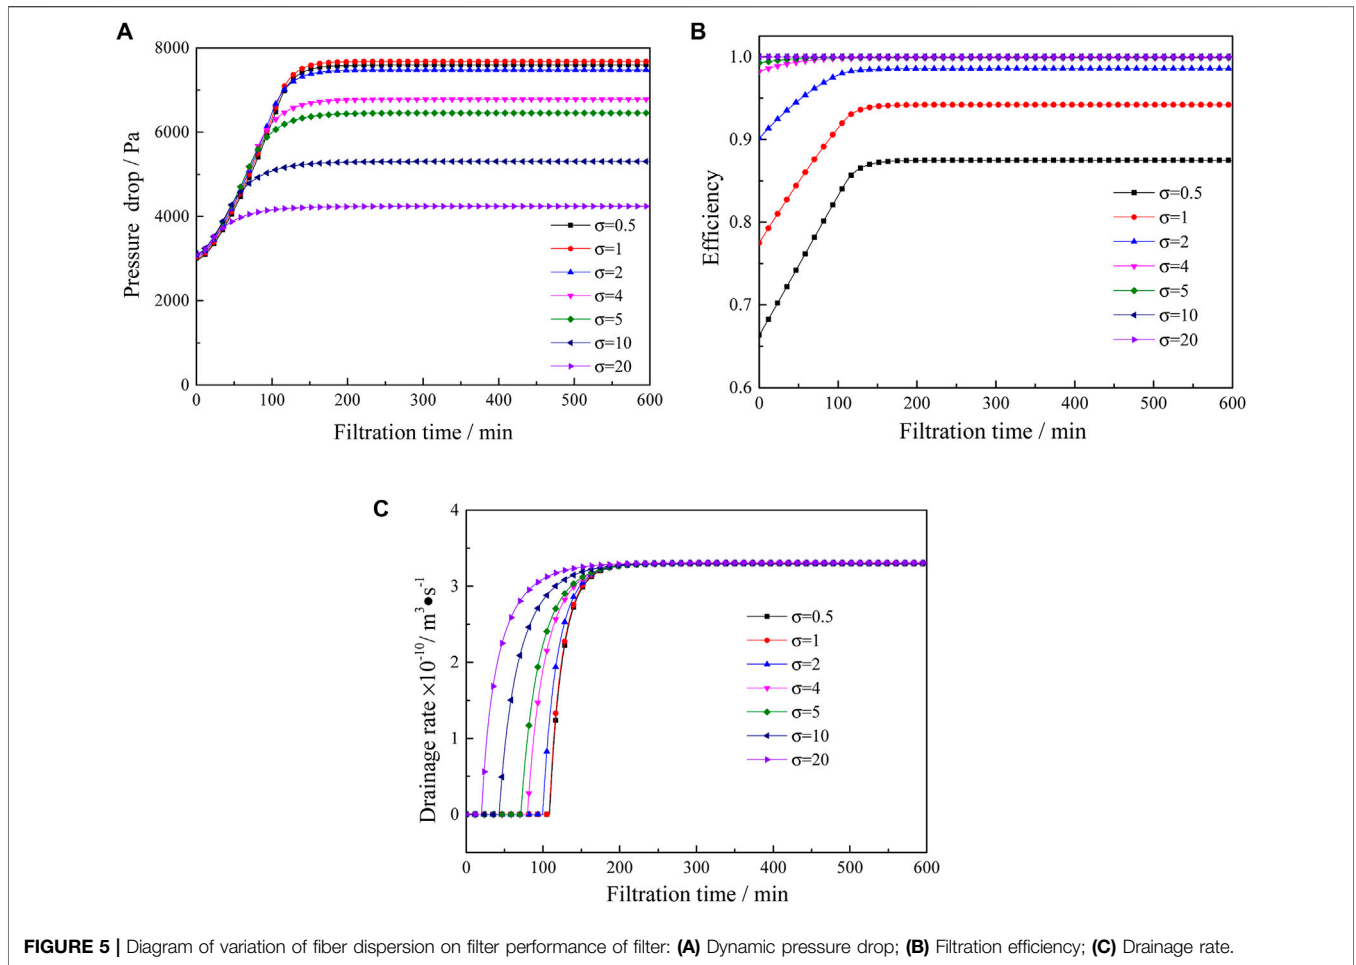 A
8000
6000
4000
2000
0
Pressure drop / Pa
0 100 200 300 400 500 600
Filtration time / min
σ=0.5
σ=1
σ=2
σ=4
σ=5
σ=10
σ=20
B
1.0
0.9
0.8
0.7
0.6
Efficiency
0 100 200 300 400 500 600
Filtration time / min
σ=0.5
σ=1
σ=2
σ=4
σ=5
σ=10
σ=20
C
4
3
2
1
0
Drainage rate ×10⁻¹⁰/ m³●s⁻¹
0 100 200 300 400 500 600
Filtration time / min
σ=0.5
σ=1
σ=2
σ=4
σ=5
σ=10
σ=20
FIGURE 5 | Diagram of variation of fiber dispersion on filter performance of filter: (A) Dynamic pressure drop; (B) Filtration efficiency; (C) Drainage rate.